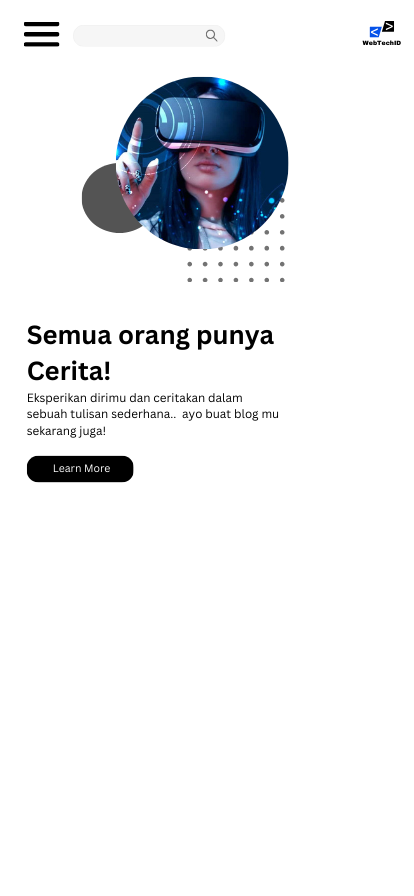 WebTechID
Semua orang punya
Cerita!
Eksperikan dirimu dan ceritakan dalam
sebuah tulisan sederhana..  ayo buat blog mu
sekarang juga!
Learn More